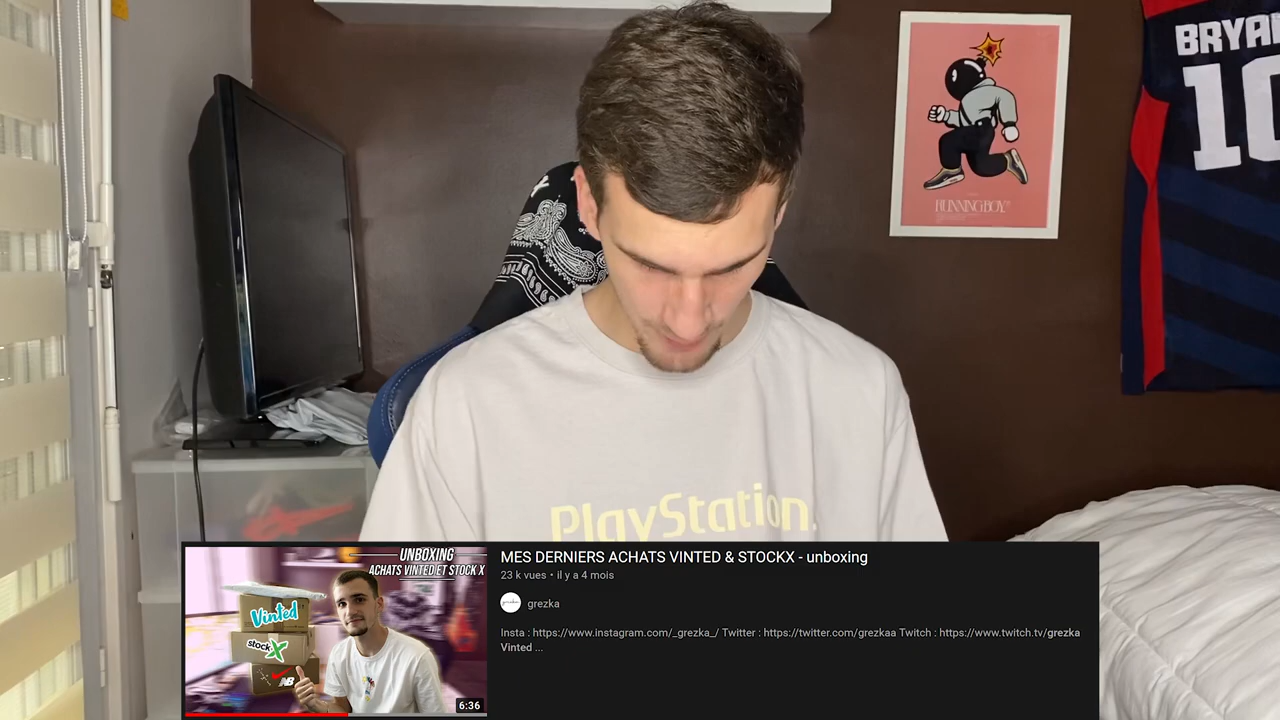 BRYA
10
RUNNINGBOY
PlayStation.
UNBOXING
ACHATS VINTED ET STOCK X
Vinted
stockX
NB
6:36
MES DERNIERS ACHATS VINTED & STOCKX - unboxing
23 k vues • il y a 4 mois
grezka
Insta : https://www.instagram.com/_grezka_/ Twitter : https://twitter.com/grezkaa Twitch : https://www.twitch.tv/grezka
Vinted ...